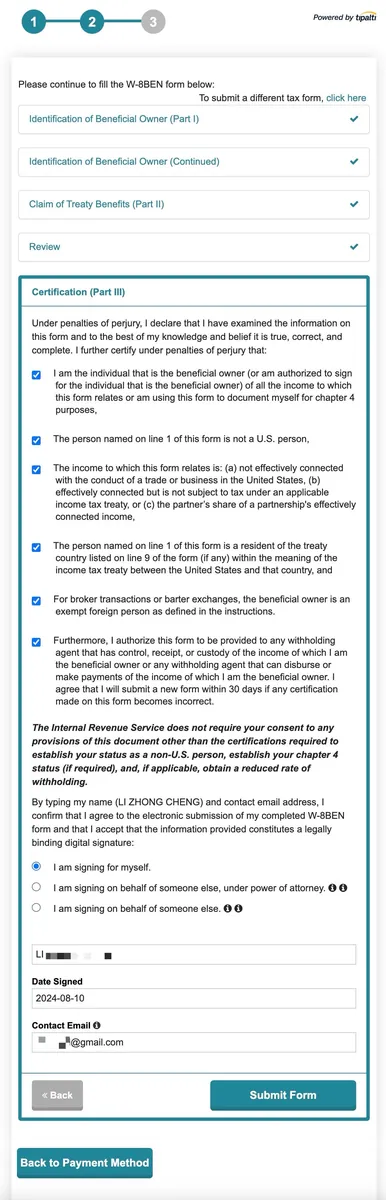 1 2 3
Powered by tipalti
Please continue to fill the W-8BEN form below:
To submit a different tax form, click here
Identification of Beneficial Owner (Part I)
Identification of Beneficial Owner (Continued)
Claim of Treaty Benefits (Part II)
Review
Certification (Part III)
Under penalties of perjury, I declare that I have examined the information on
this form and to the best of my knowledge and belief it is true, correct, and
complete. I further certify under penalties of perjury that:
I am the individual that is the beneficial owner (or am authorized to sign
for the individual that is the beneficial owner) of all the income to which
this form relates or am using this form to document myself for chapter 4
purposes,
The person named on line 1 of this form is not a U.S. person,
The income to which this form relates is: (a) not effectively connected
with the conduct of a trade or business in the United States, (b)
effectively connected but is not subject to tax under an applicable
income tax treaty, or (c) the partner's share of a partnership's effectively
connected income,
The person named on line 1 of this form is a resident of the treaty
country listed on line 9 of the form (if any) within the meaning of the
income tax treaty between the United States and that country, and
For broker transactions or barter exchanges, the beneficial owner is an
exempt foreign person as defined in the instructions.
Furthermore, I authorize this form to be provided to any withholding
agent that has control, receipt, or custody of the income of which I am
the beneficial owner or any withholding agent that can disburse or
make payments of the income of which I am the beneficial owner. I
agree that I will submit a new form within 30 days if any certification
made on this form becomes incorrect.
The Internal Revenue Service does not require your consent to any
provisions of this document other than the certifications required to
establish your status as a non-U.S. person, establish your chapter 4
status (if required), and, if applicable, obtain a reduced rate of
withholding.
By typing my name (LI ZHONG CHENG) and contact email address, I
confirm that I agree to the electronic submission of my completed W-8BEN
form and that I accept that the information provided constitutes a legally
binding digital signature:
I am signing for myself.
I am signing on behalf of someone else, under power of attorney.
I am signing on behalf of someone else.
LI
Date Signed
2024-08-10
Contact Email
@gmail.com
« Back
Submit Form
Back to Payment Method